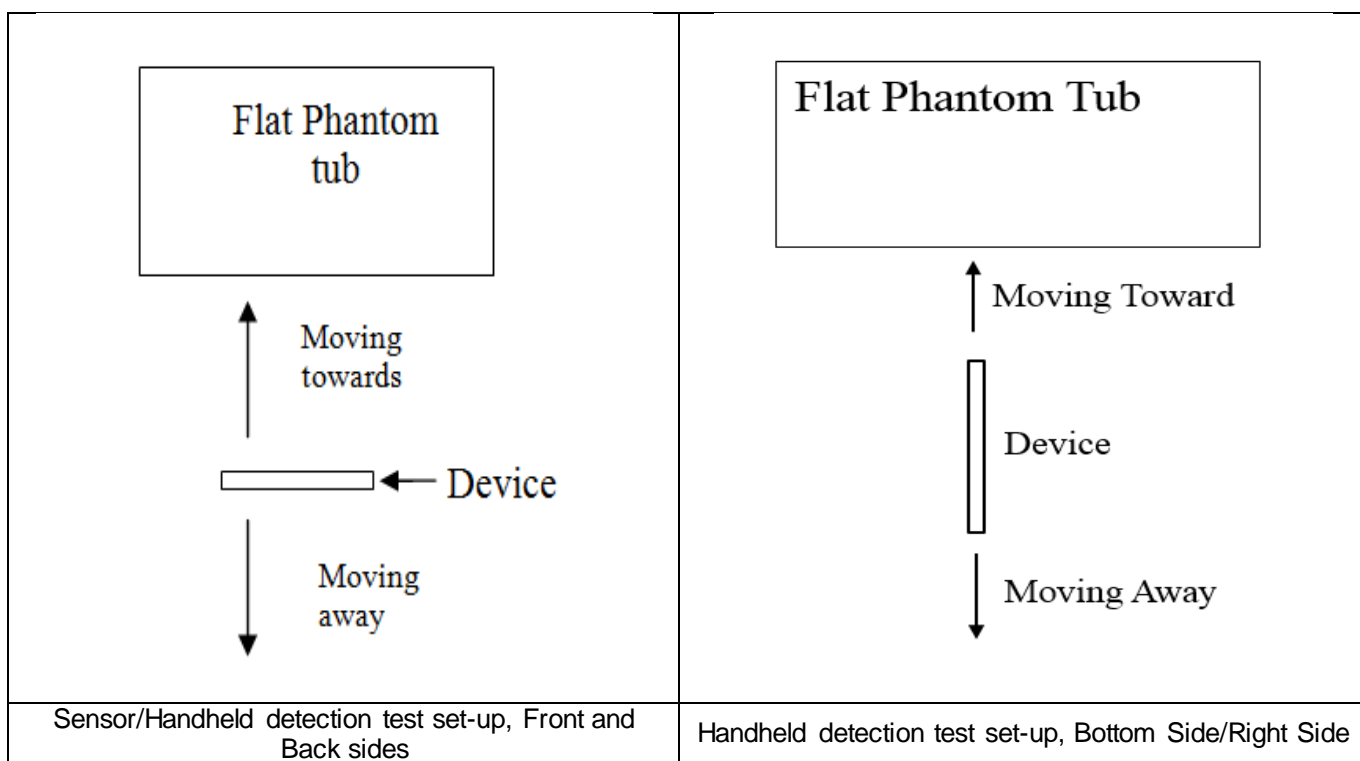 Flat Phantom
tub
Moving
towards
Device
Moving
away
Sensor/Handheld detection test set-up, Front and
Back sides
Flat Phantom Tub
Moving Toward
Device
Moving Away
Handheld detection test set-up, Bottom Side/Right Side